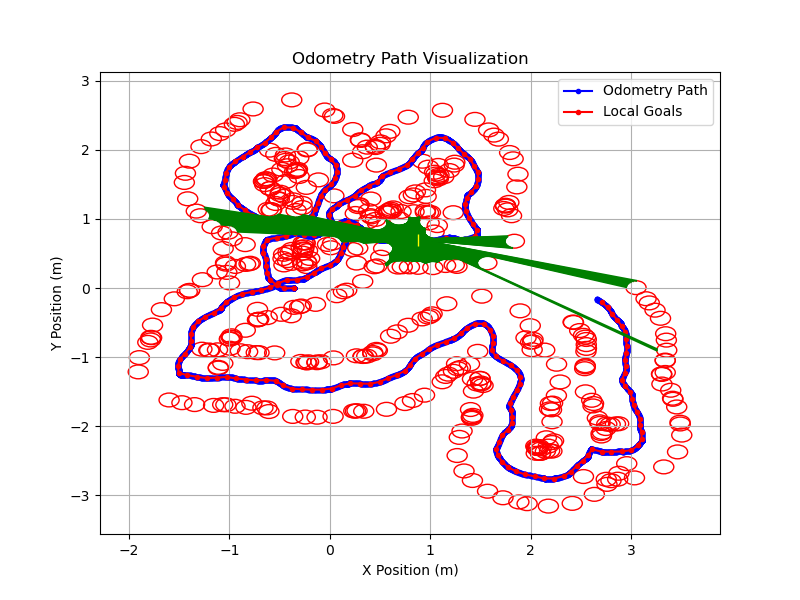 Odometry Path Visualization
Odometry Path
Local Goals
Y Position (m)
3
2
1
0
−1
−2
−3
−2
−1
0
1
2
3
X Position (m)